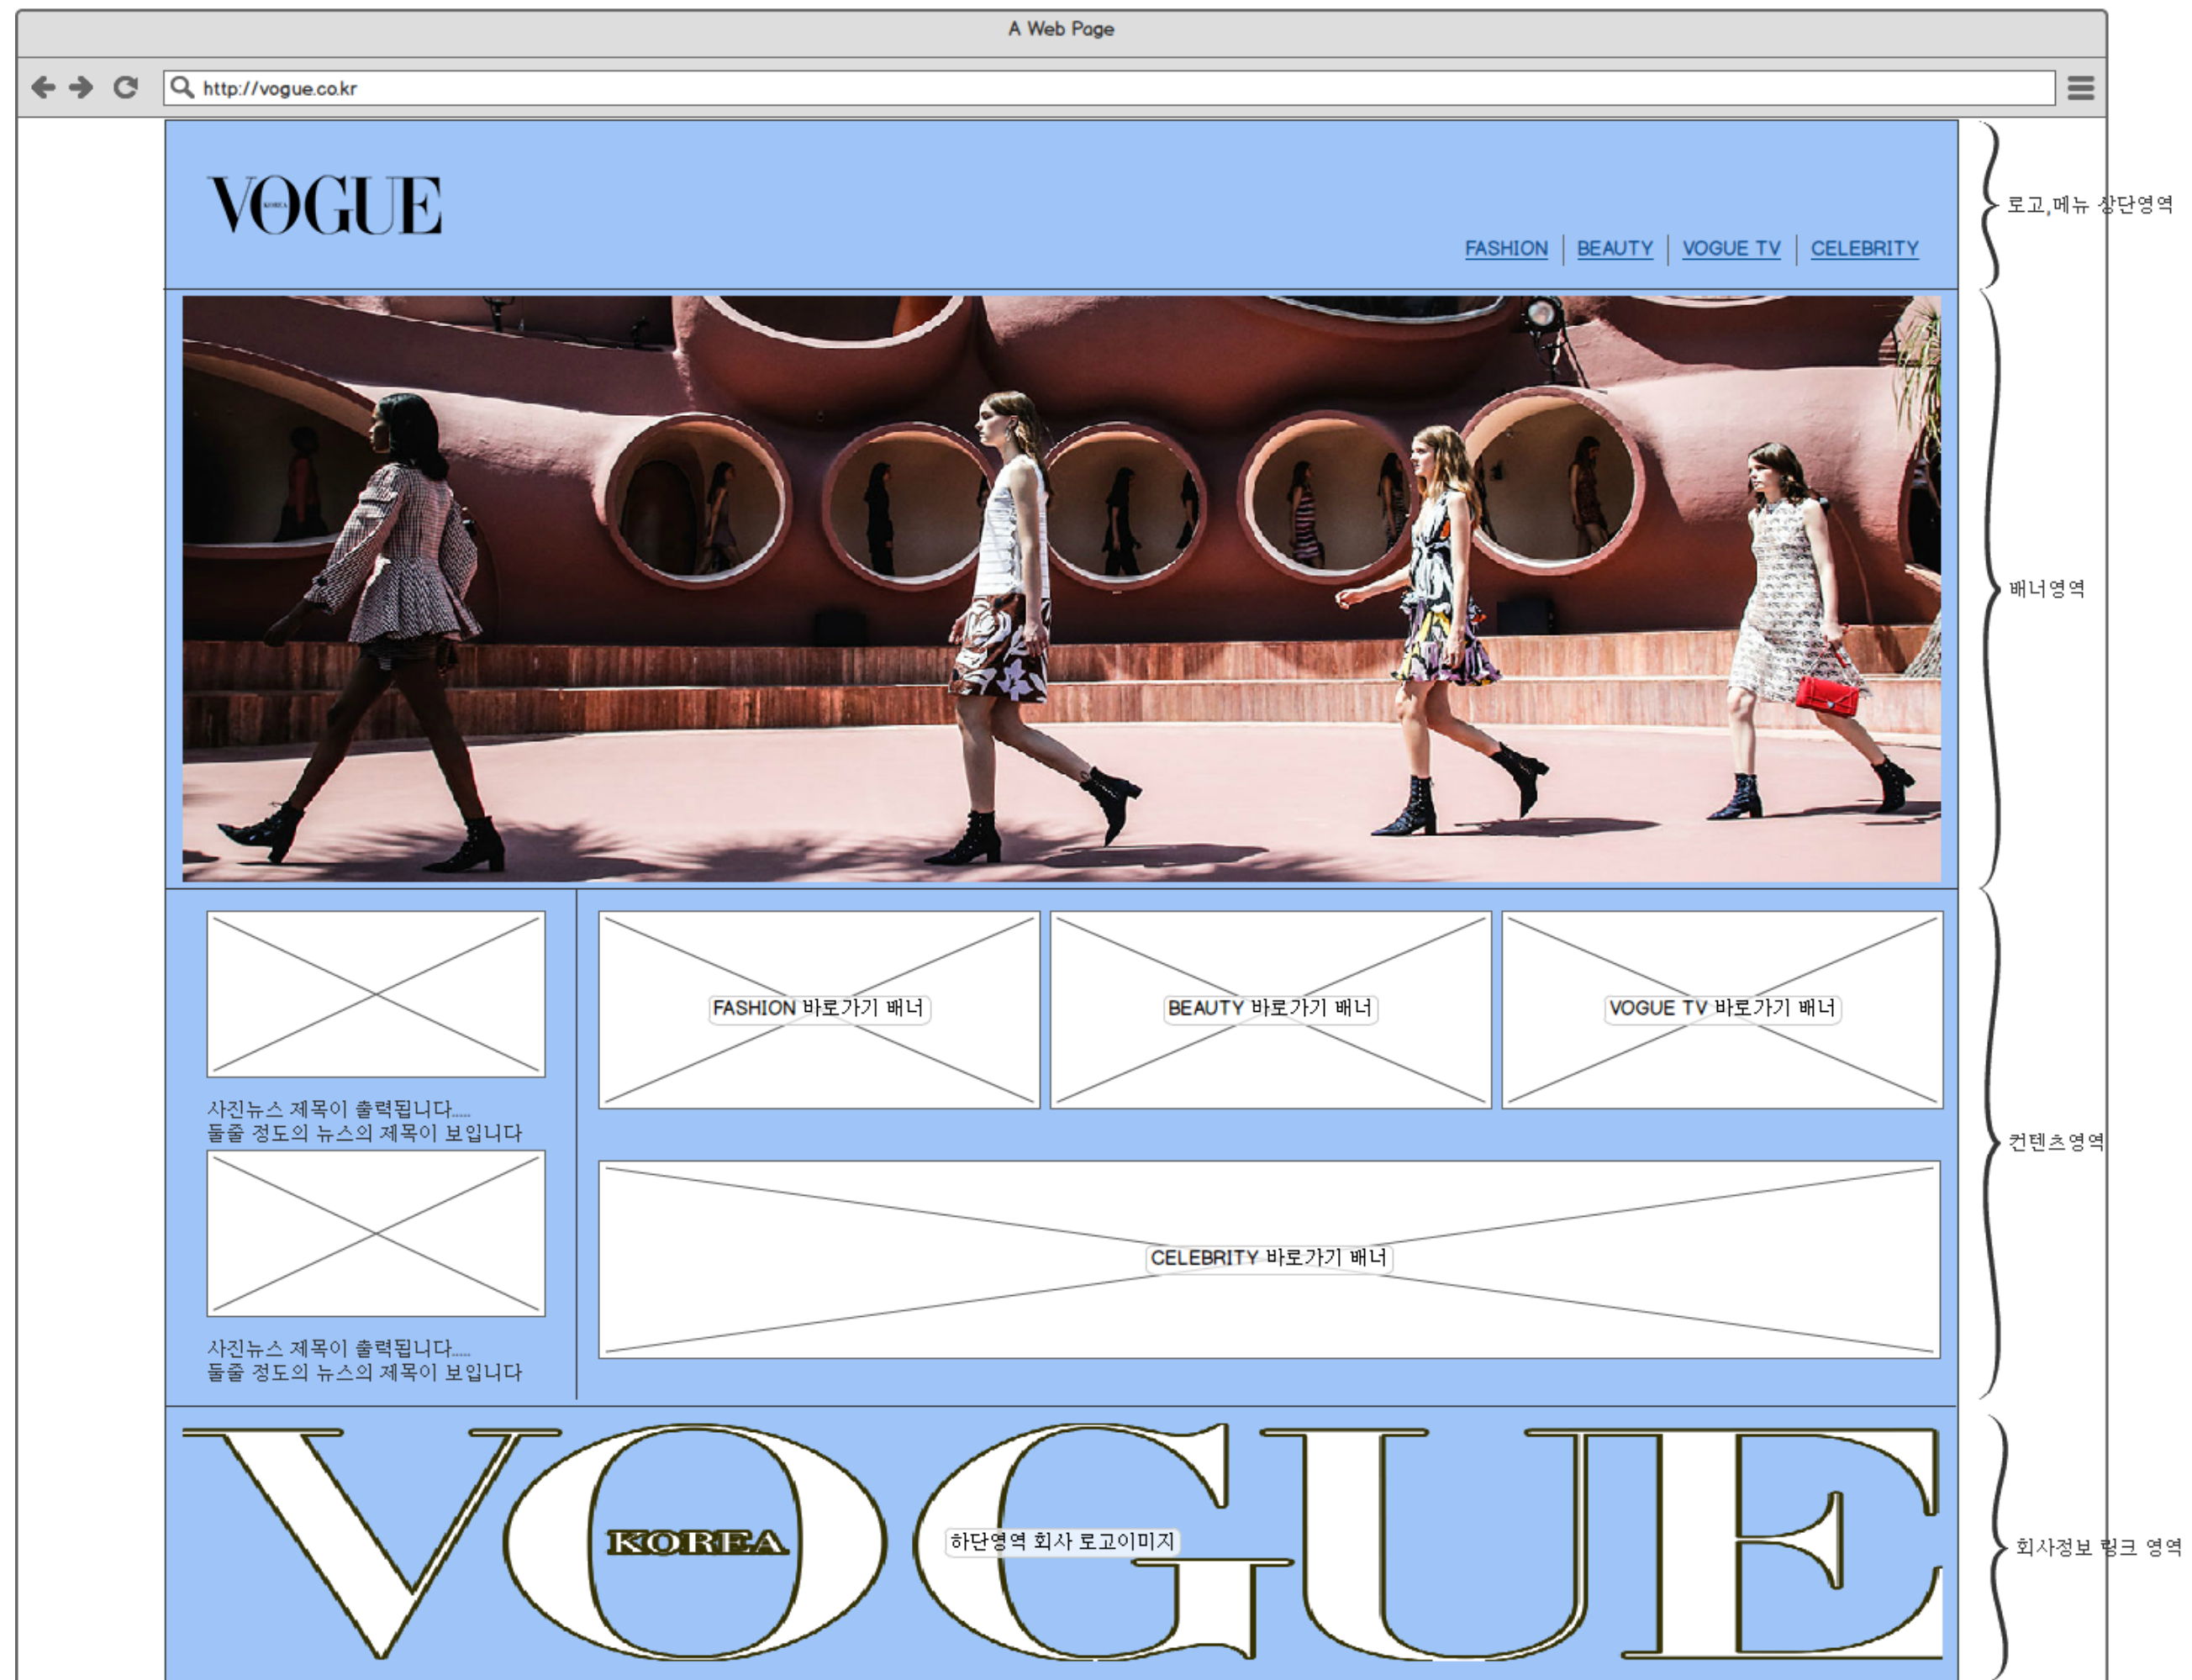 A Web Page
http://vogue.co.kr
VOGUE
KOREA
로고,메뉴 상단영역
FASHION
BEAUTY
VOGUE TV
CELEBRITY
배너영역
FASHION 바로가기 배너
BEAUTY 바로가기 배너
VOGUE TV 바로가기 배너
사진뉴스 제목이 출력됩니다.....
둘줄 정도의 뉴스의 제목이 보입니다
컨텐츠영역
CELEBRITY 바로가기 배너
사진뉴스 제목이 출력됩니다.....
둘줄 정도의 뉴스의 제목이 보입니다
VOGUE
KOREA
하단영역 회사 로고이미지
회사정보 링크 영역